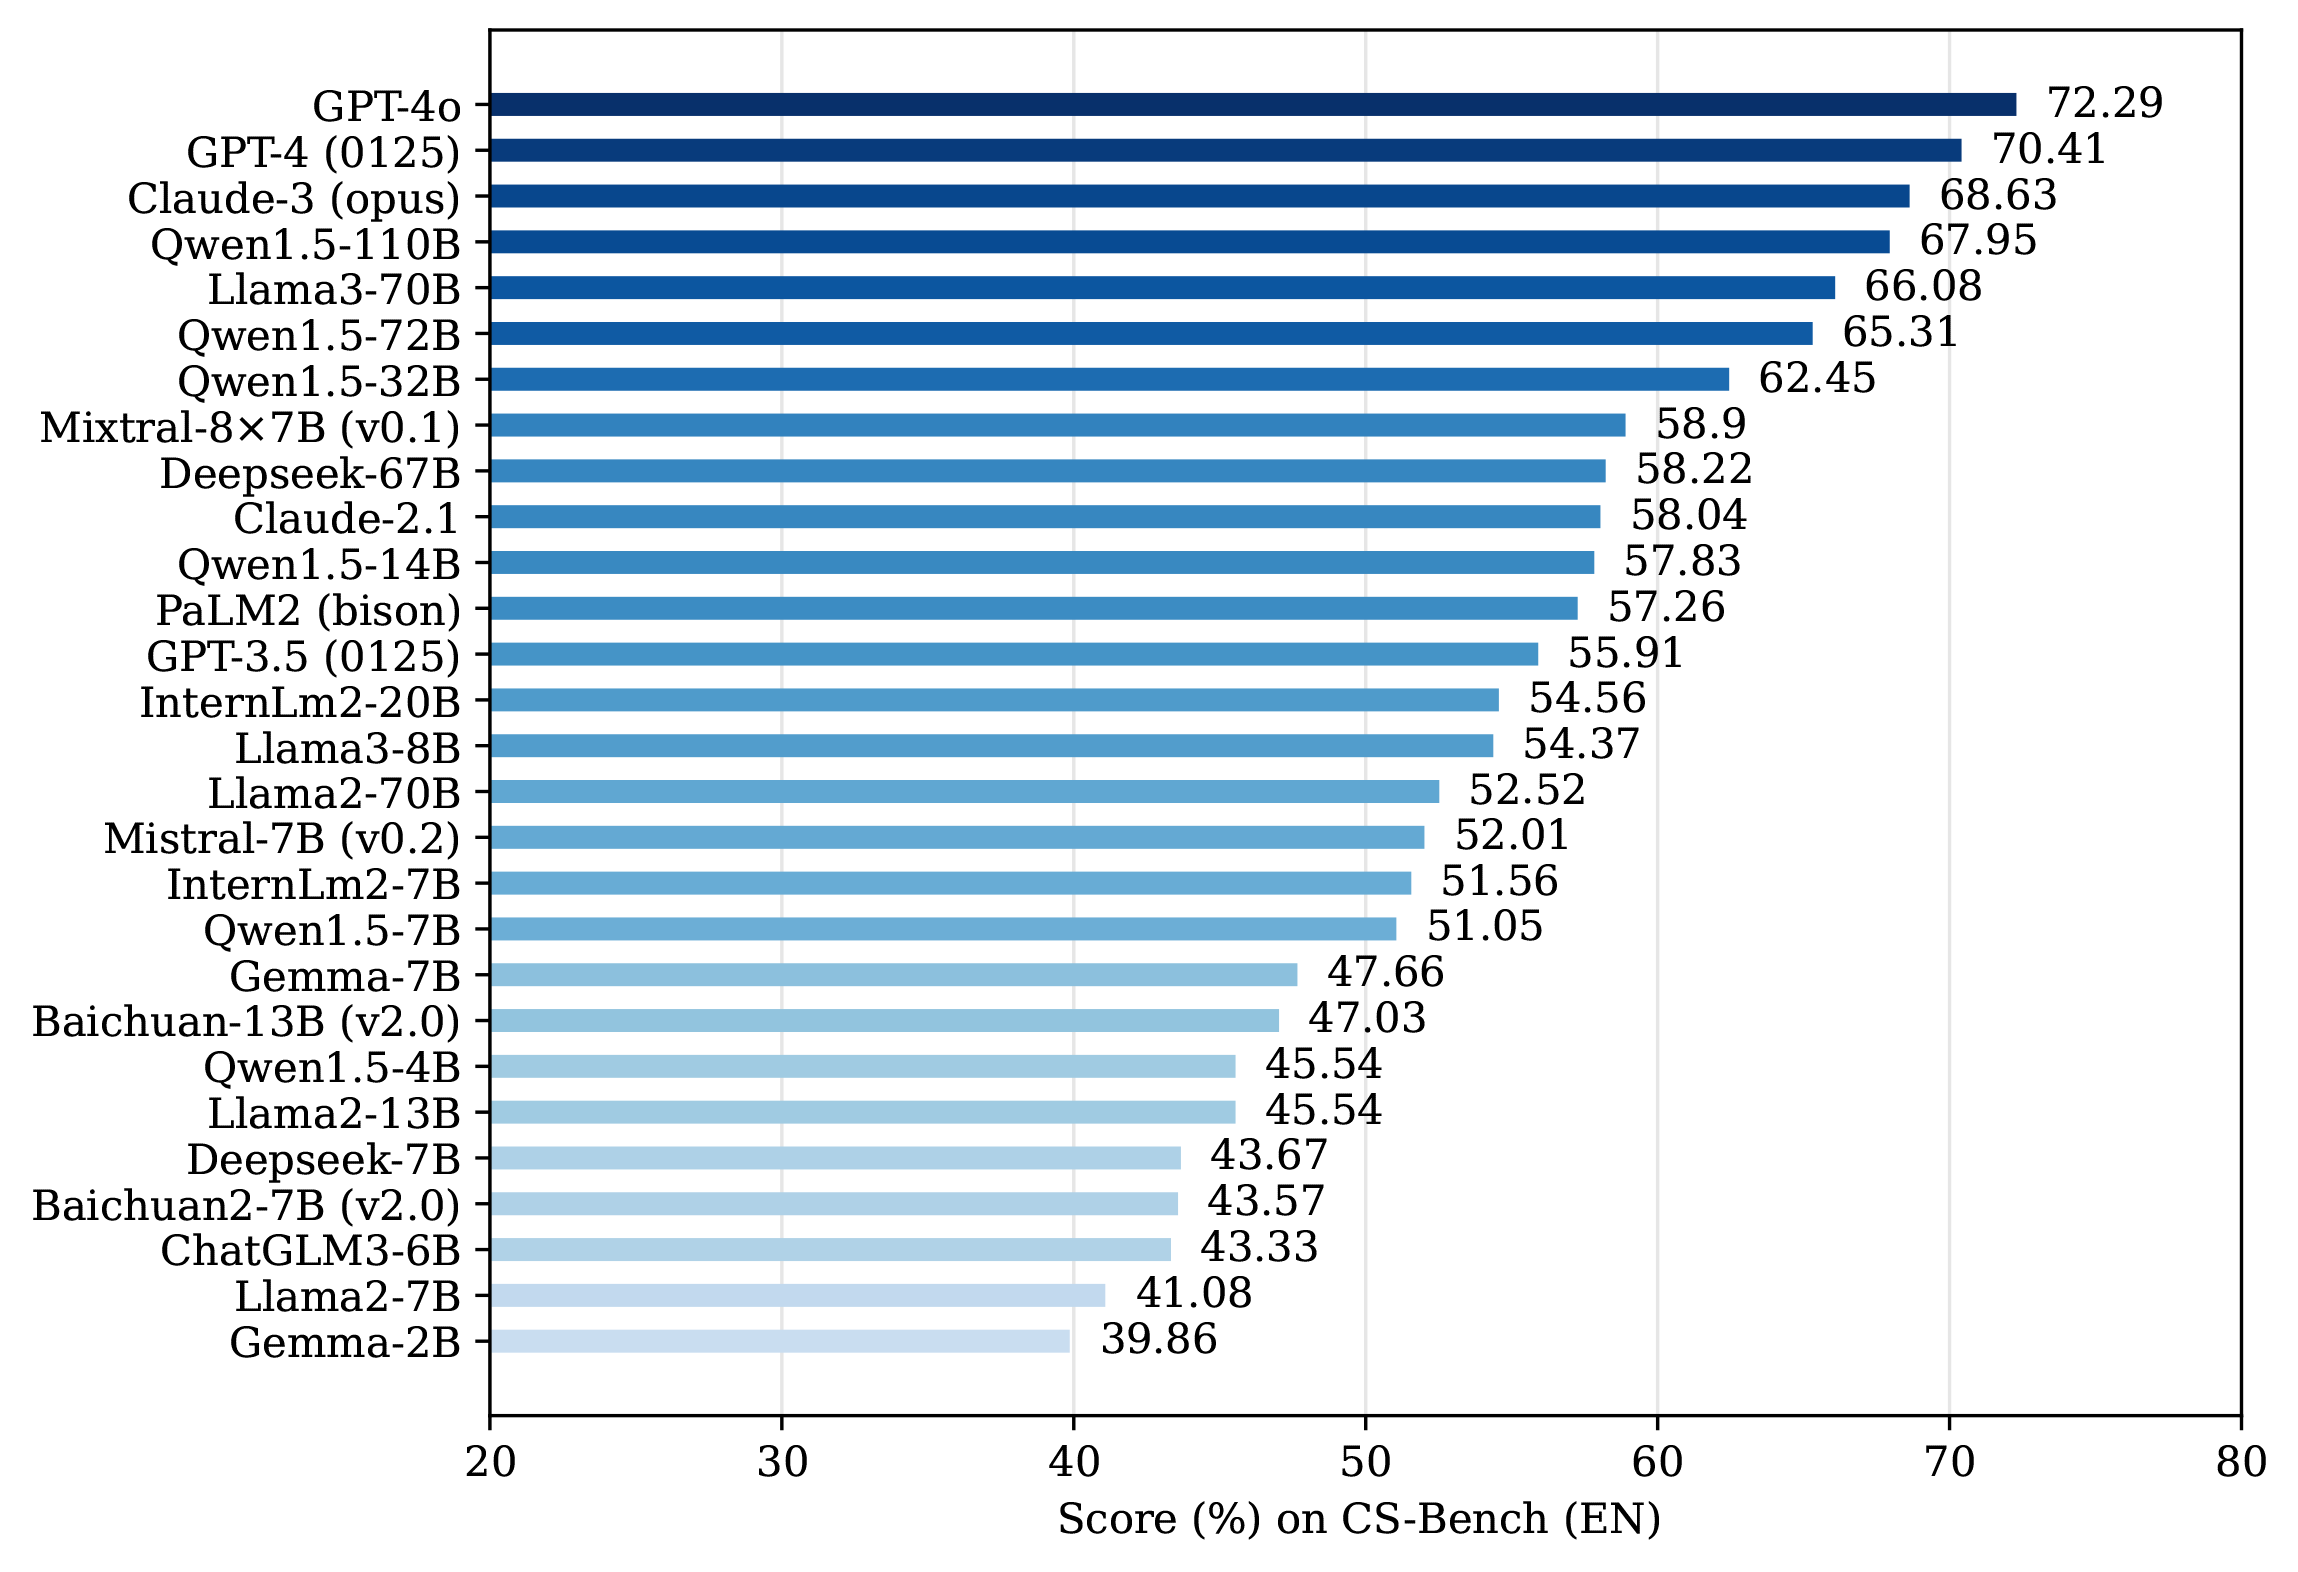 GPT-4o 72.29
GPT-4 (0125) 70.41
Claude-3 (opus) 68.63
Qwen1.5-110B 67.95
Llama3-70B 66.08
Qwen1.5-72B 65.31
Qwen1.5-32B 62.45
Mixtral-8×7B (v0.1) 58.9
Deepseek-67B 58.22
Claude-2.1 58.04
Qwen1.5-14B 57.83
PaLM2 (bison) 57.26
GPT-3.5 (0125) 55.91
InternLm2-20B 54.56
Llama3-8B 54.37
Llama2-70B 52.52
Mistral-7B (v0.2) 52.01
InternLm2-7B 51.56
Qwen1.5-7B 51.05
Gemma-7B 47.66
Baichuan-13B (v2.0) 47.03
Qwen1.5-4B 45.54
Llama2-13B 45.54
Deepseek-7B 43.67
Baichuan2-7B (v2.0) 43.57
ChatGLM3-6B 43.33
Llama2-7B 41.08
Gemma-2B 39.86
20 30 40 50 60 70 80
Score (%) on CS-Bench (EN)